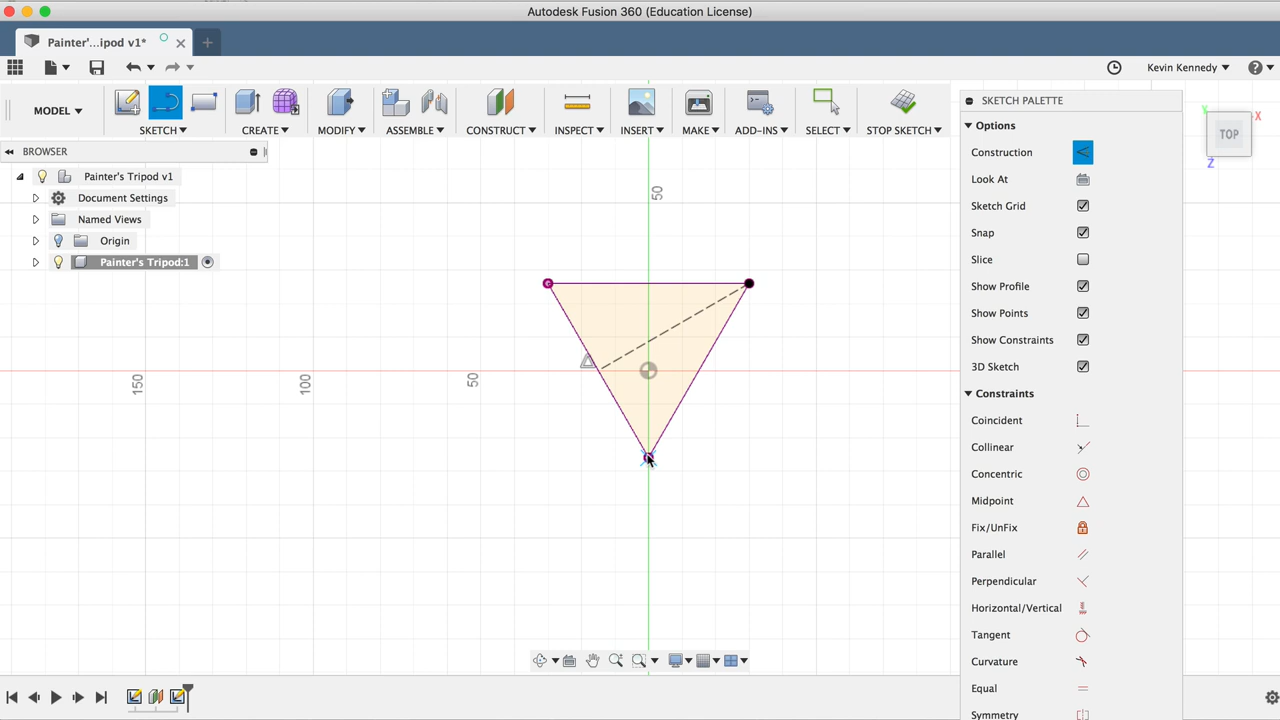 Autodesk Fusion 360 (Education License)
Painter'...ipod v1*
Kevin Kennedy
MODEL
SKETCH
CREATE
MODIFY
ASSEMBLE
CONSTRUCT
INSPECT
INSERT
MAKE
ADD-INS
SELECT
STOP SKETCH
BROWSER
Painter's Tripod v1
Document Settings
Named Views
Origin
Painter's Tripod:1
50
150
100
50
TOP
X
Y
Z
SKETCH PALETTE
Options
Construction
Look At
Sketch Grid
Snap
Slice
Show Profile
Show Points
Show Constraints
3D Sketch
Constraints
Coincident
Collinear
Concentric
Midpoint
Fix/UnFix
Parallel
Perpendicular
Horizontal/Vertical
Tangent
Curvature
Equal
Symmetry